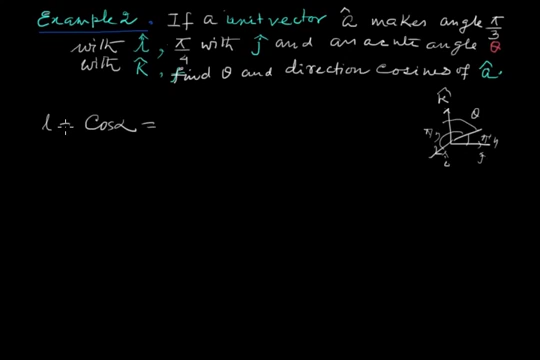 Example 2. If a unit vector â makes angle π/3
with î, π/4 with ĵ and an acute angle θ
with k̂, find θ and direction cosines of â.
k̂
l = Cosα =
θ
π/4
î
ĵ